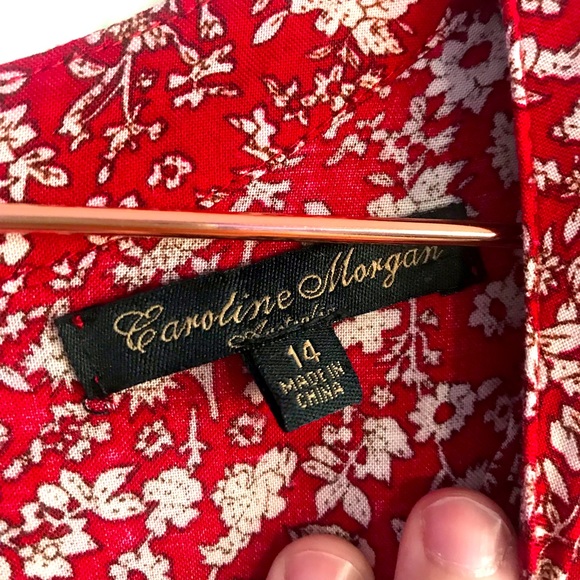 Caroline Morgan
Australia
14
MADE IN
CHINA